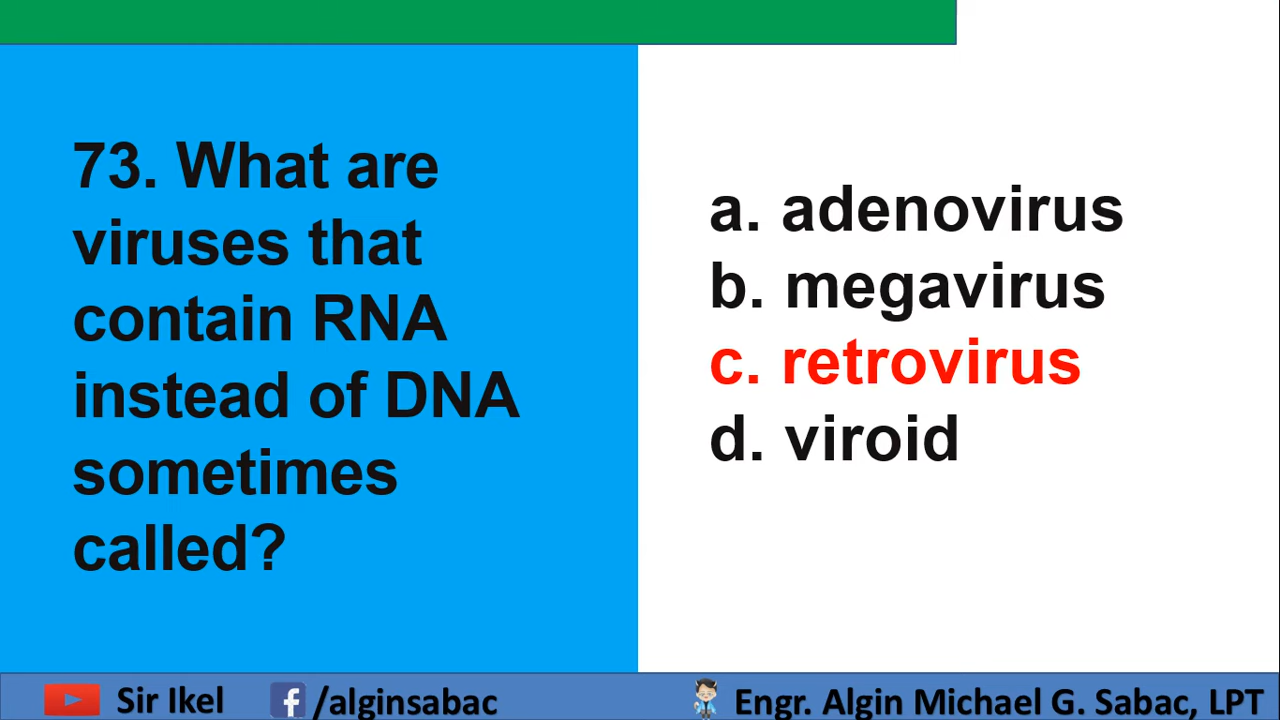 73. What are
viruses that
contain RNA
instead of DNA
sometimes
called?
a. adenovirus
b. megavirus
c. retrovirus
d. viroid
Sir Ikel
/alginsabac
Engr. Algin Michael G. Sabac, LPT